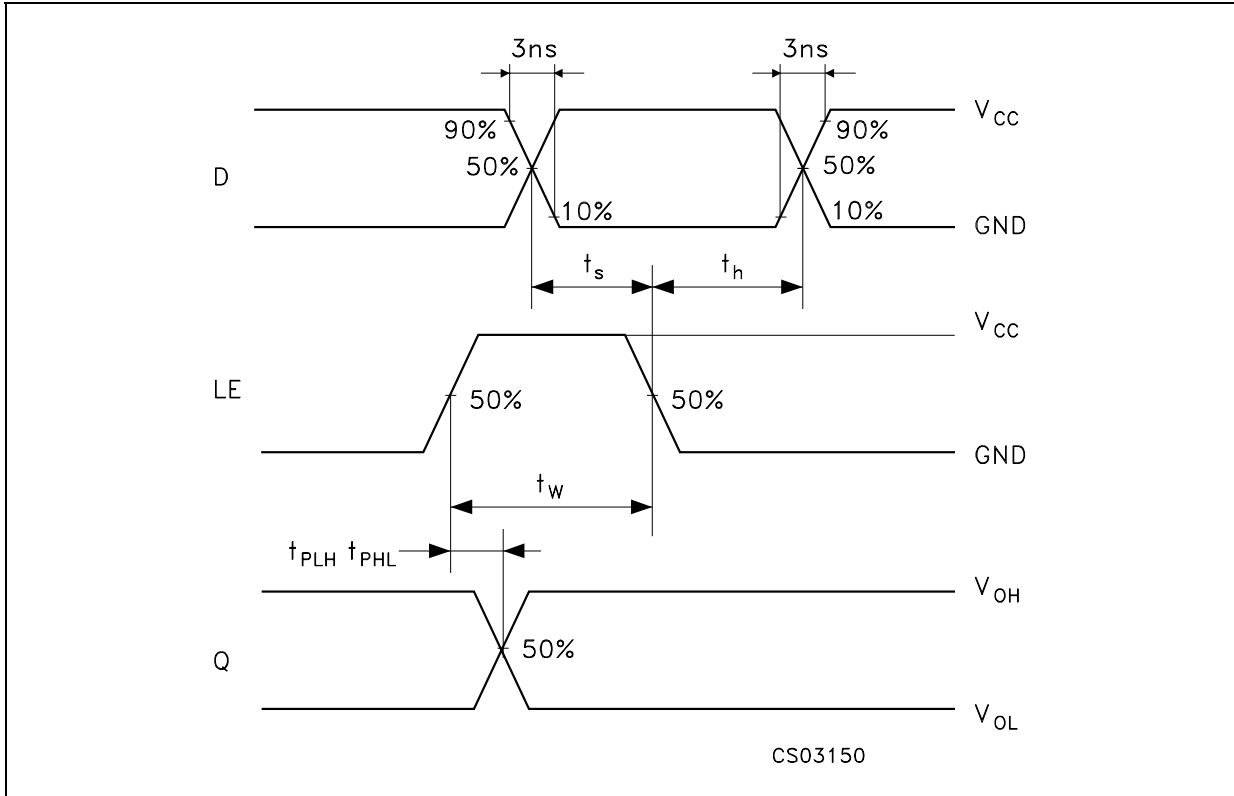 3ns 3ns
V_CC
90% 90%
D 50% 50%
10% 10%
GND
t_s t_h
V_CC
LE 50% 50%
GND
t_W
t_PLH t_PHL
V_OH
Q 50%
V_OL
CS03150